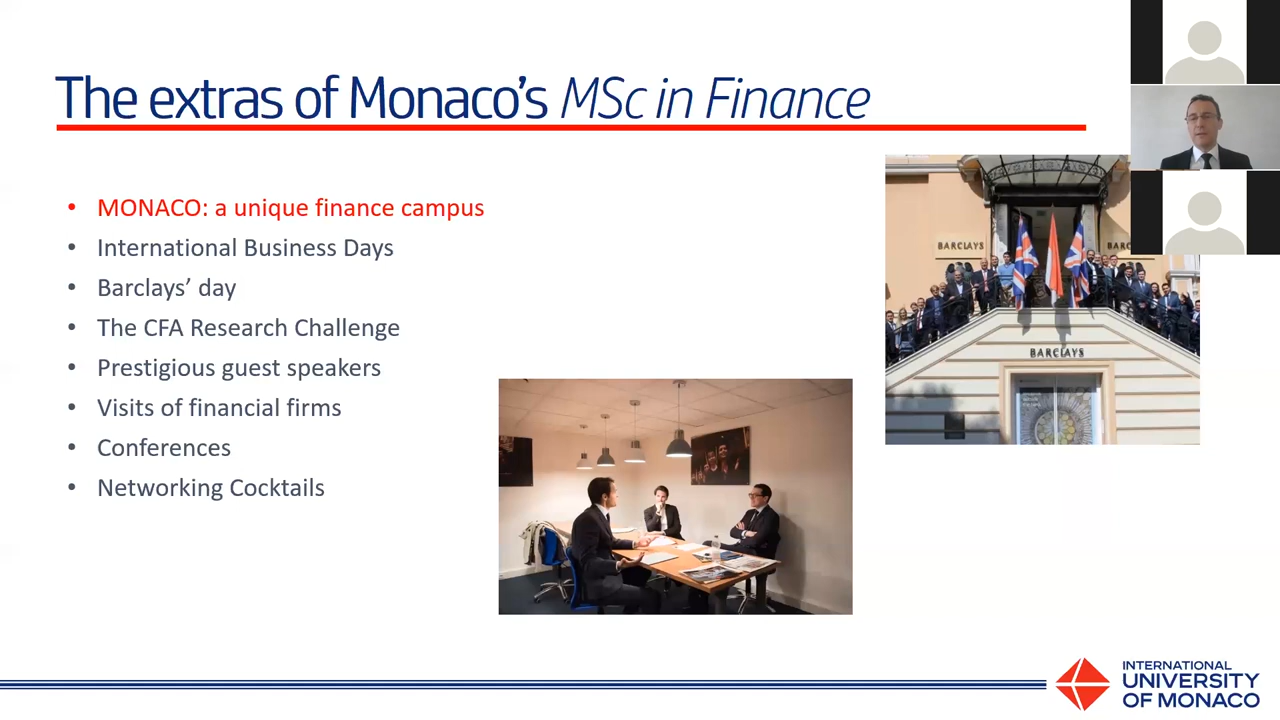 The extras of Monaco's MSc in Finance
• MONACO: a unique finance campus
• International Business Days
• Barclays' day
• The CFA Research Challenge
• Prestigious guest speakers
• Visits of financial firms
• Conferences
• Networking Cocktails
BARCLAYS
BARCLAYS
INTERNATIONAL
UNIVERSITY
OF MONACO